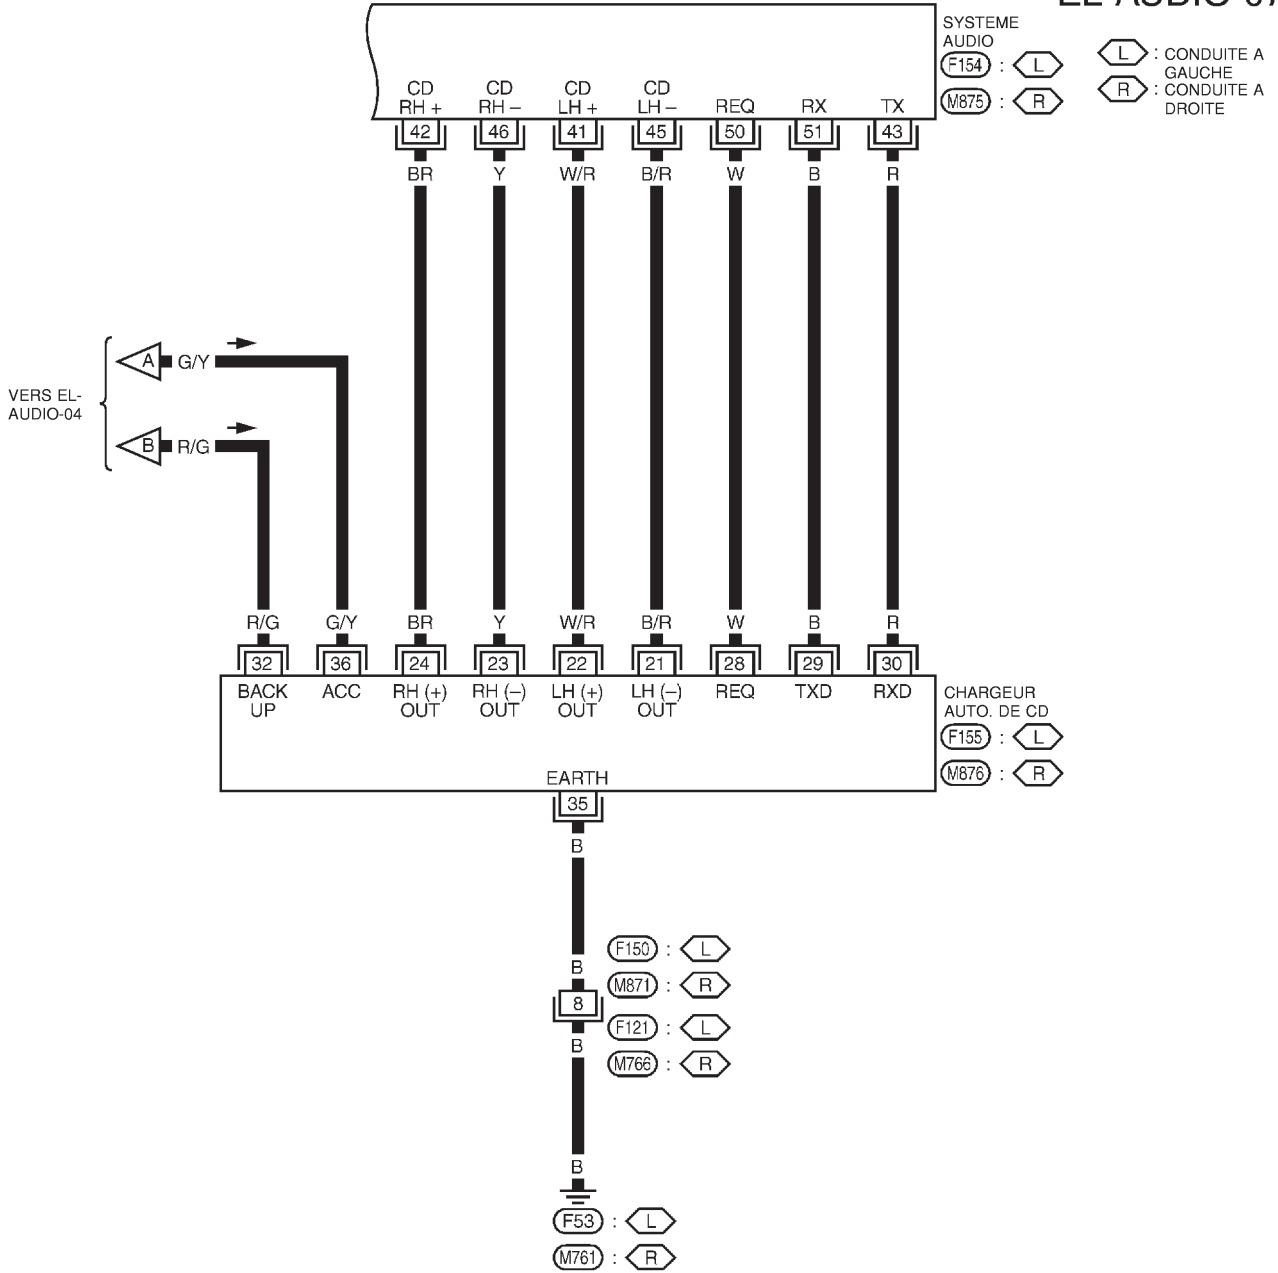 SYSTEME
AUDIO
F154 : L
M875 : R
L : CONDUITE A
GAUCHE
R : CONDUITE A
DROITE
CD CD CD CD
RH + RH – LH + LH – REQ RX TX
42 46 41 45 50 51 43
BR Y W/R B/R W B R
A G/Y
VERS EL-
AUDIO-04
B R/G
R/G G/Y BR Y W/R B/R W B R
32 36 24 23 22 21 28 29 30
BACK ACC RH (+) RH (–) LH (+) LH (–) REQ TXD RXD
UP OUT OUT OUT OUT
CHARGEUR
AUTO. DE CD
F155 : L
M876 : R
EARTH
35
B
F150 : L
B
M871 : R
8
F121 : L
B
M766 : R
B
F53 : L
M761 : R